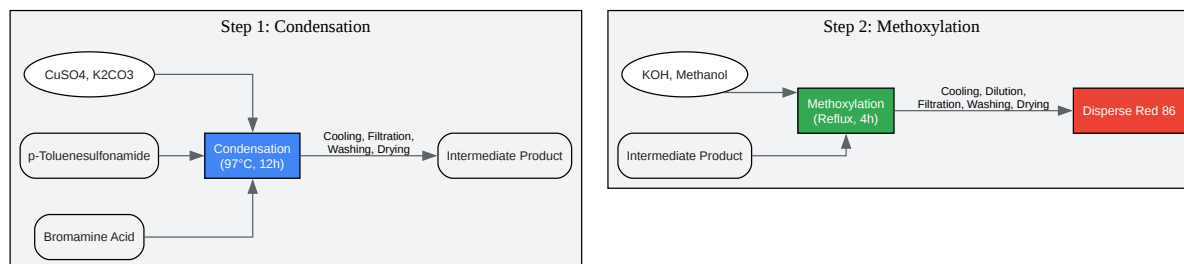 Step 1: Condensation
CuSO4, K2CO3
p-Toluenesulfonamide
Condensation
(97°C, 12h)
Cooling, Filtration,
Washing, Drying
Intermediate Product
Bromamine Acid
Step 2: Methoxylation
KOH, Methanol
Methoxylation
(Reflux, 4h)
Cooling, Dilution,
Filtration, Washing, Drying
Disperse Red 86
Intermediate Product